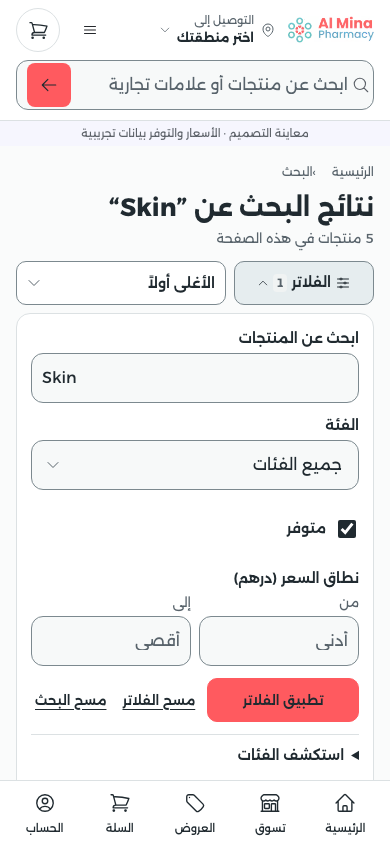 Al Mina
Pharmacy
التوصيل إلى
اختر منطقتك
ابحث عن منتجات أو علامات تجارية
معاينة التصميم · الأسعار والتوفر بيانات تجريبية
الرئيسية ‹ البحث
نتائج البحث عن “Skin”
5 منتجات في هذه الصفحة
الفلاتر 1
الأغلى أولاً
ابحث عن المنتجات
Skin
الفئة
جميع الفئات
متوفر
نطاق السعر (درهم)
من
إلى
أدنى
أقصى
تطبيق الفلاتر
مسح الفلاتر
مسح البحث
استكشف الفئات
الرئيسية
تسوق
العروض
السلة
الحساب